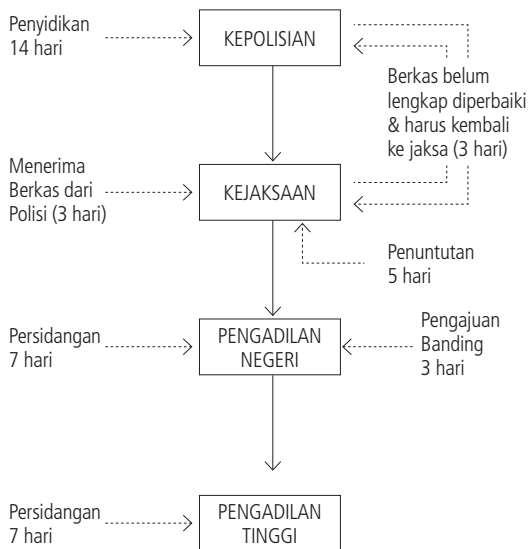 Penyidikan
14 hari
KEPOLISIAN
Berkas belum
lengkap diperbaiki
& harus kembali
ke jaksa (3 hari)
Menerima
Berkas dari
Polisi (3 hari)
KEJAKSAAN
Penuntutan
5 hari
Persidangan
7 hari
PENGADILAN
NEGERI
Pengajuan
Banding
3 hari
Persidangan
7 hari
PENGADILAN
TINGGI